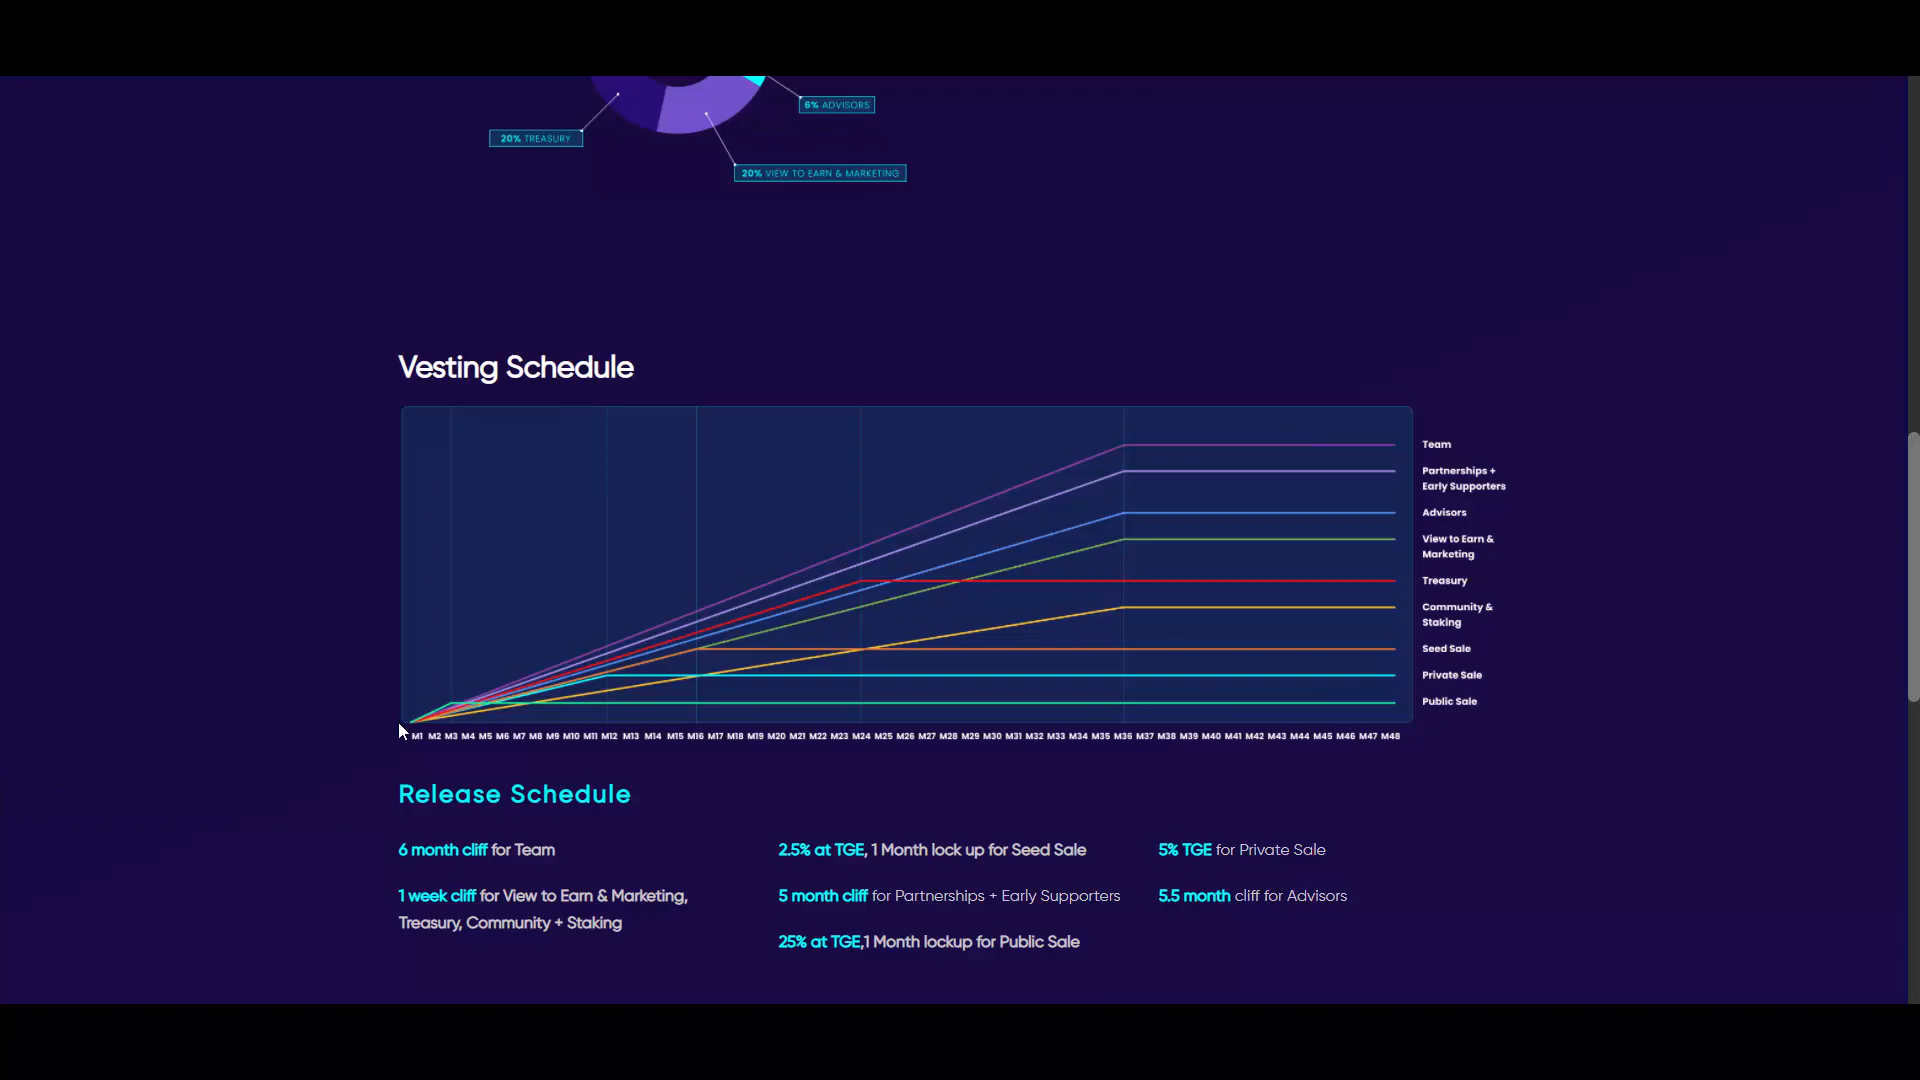 6% ADVISORS
20% TREASURY
20% VIEW TO EARN & MARKETING
Vesting Schedule
Team
Partnerships +
Early Supporters
Advisors
View to Earn &
Marketing
Treasury
Community &
Staking
Seed Sale
Private Sale
Public Sale
M1 M2 M3 M4 M5 M6 M7 M8 M9 M10 M11 M12 M13 M14 M15 M16 M17 M18 M19 M20 M21 M22 M23 M24 M25 M26 M27 M28 M29 M30 M31 M32 M33 M34 M35 M36 M37 M38 M39 M40 M41 M42 M43 M44 M45 M46 M47 M48
Release Schedule
6 month cliff for Team
1 week cliff for View to Earn & Marketing,
Treasury, Community + Staking
2.5% at TGE, 1 Month lock up for Seed Sale
5 month cliff for Partnerships + Early Supporters
25% at TGE,1 Month lockup for Public Sale
5% TGE for Private Sale
5.5 month cliff for Advisors